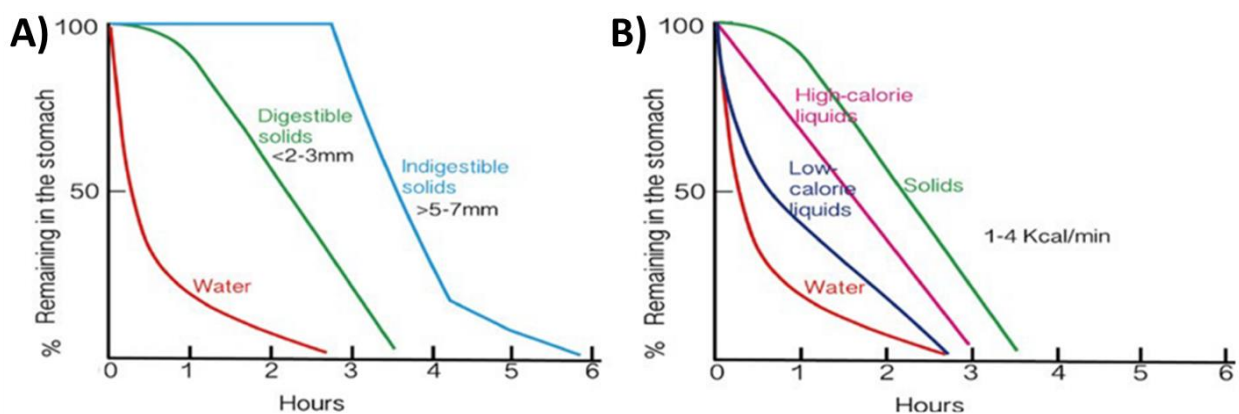 A)
100
50
% Remaining in the stomach
Digestible
solids
<2-3mm
Indigestible
solids
>5-7mm
Water
0 1 2 3 4 5 6
Hours
B)
100
50
% Remaining in the stomach
High-calorie
liquids
Low-
calorie
liquids
Solids
1-4 Kcal/min
Water
0 1 2 3 4 5 6
Hours